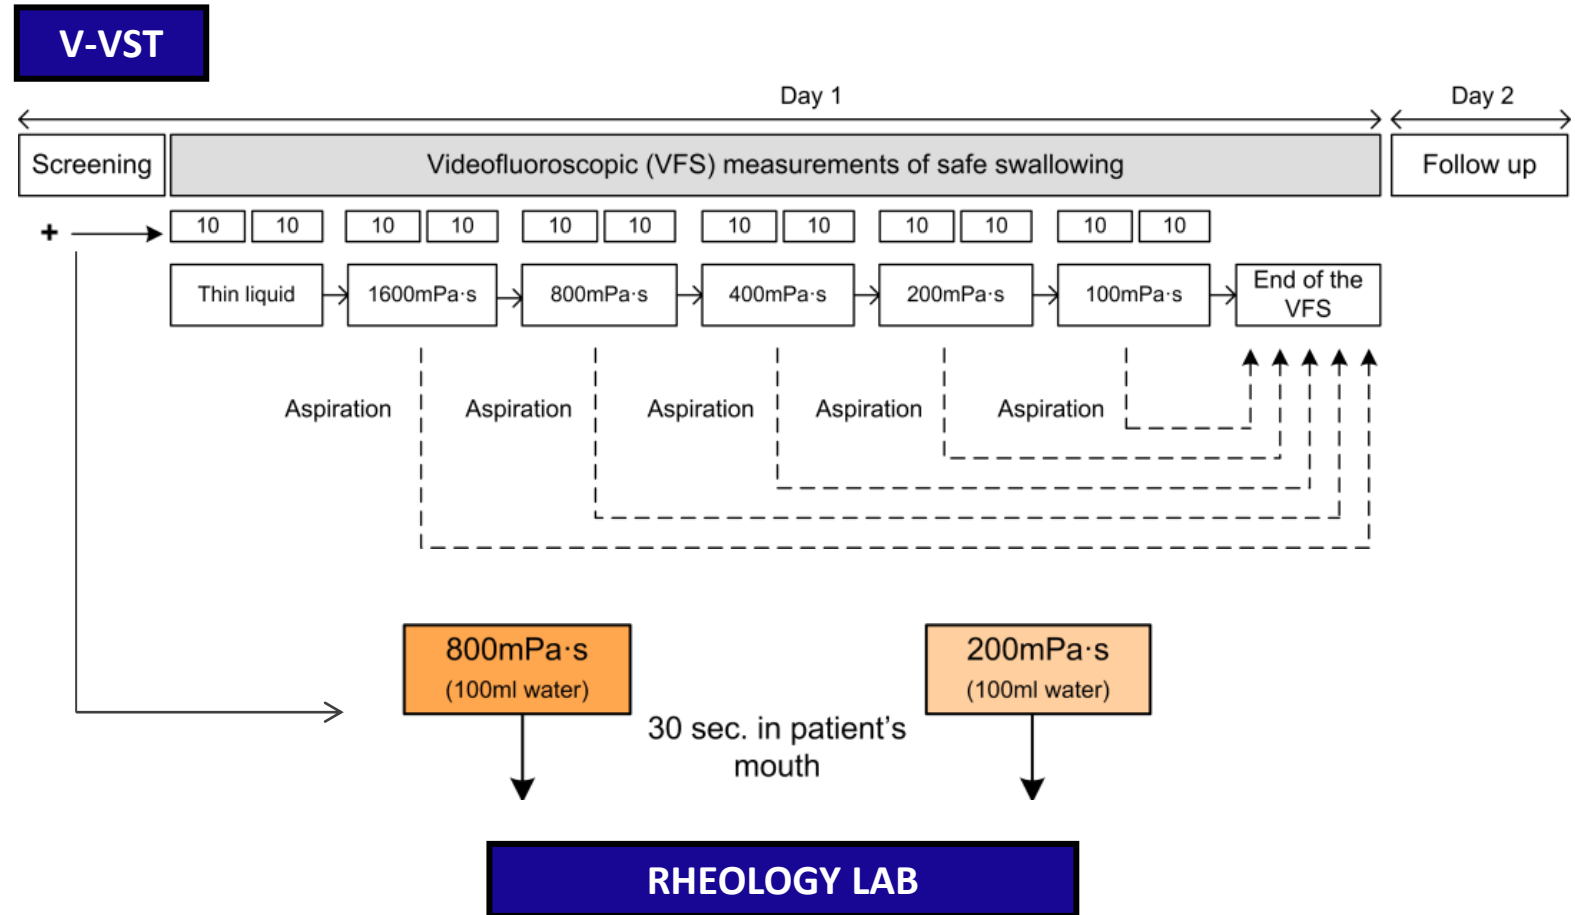 V-VST
Day 1
Day 2
Screening
Videofluoroscopic (VFS) measurements of safe swallowing
Follow up
+
10 10 10 10 10 10 10 10 10 10 10 10
Thin liquid
1600mPa·s
800mPa·s
400mPa·s
200mPa·s
100mPa·s
End of the
VFS
Aspiration
Aspiration
Aspiration
Aspiration
Aspiration
800mPa·s
(100ml water)
200mPa·s
(100ml water)
30 sec. in patient's
mouth
RHEOLOGY LAB